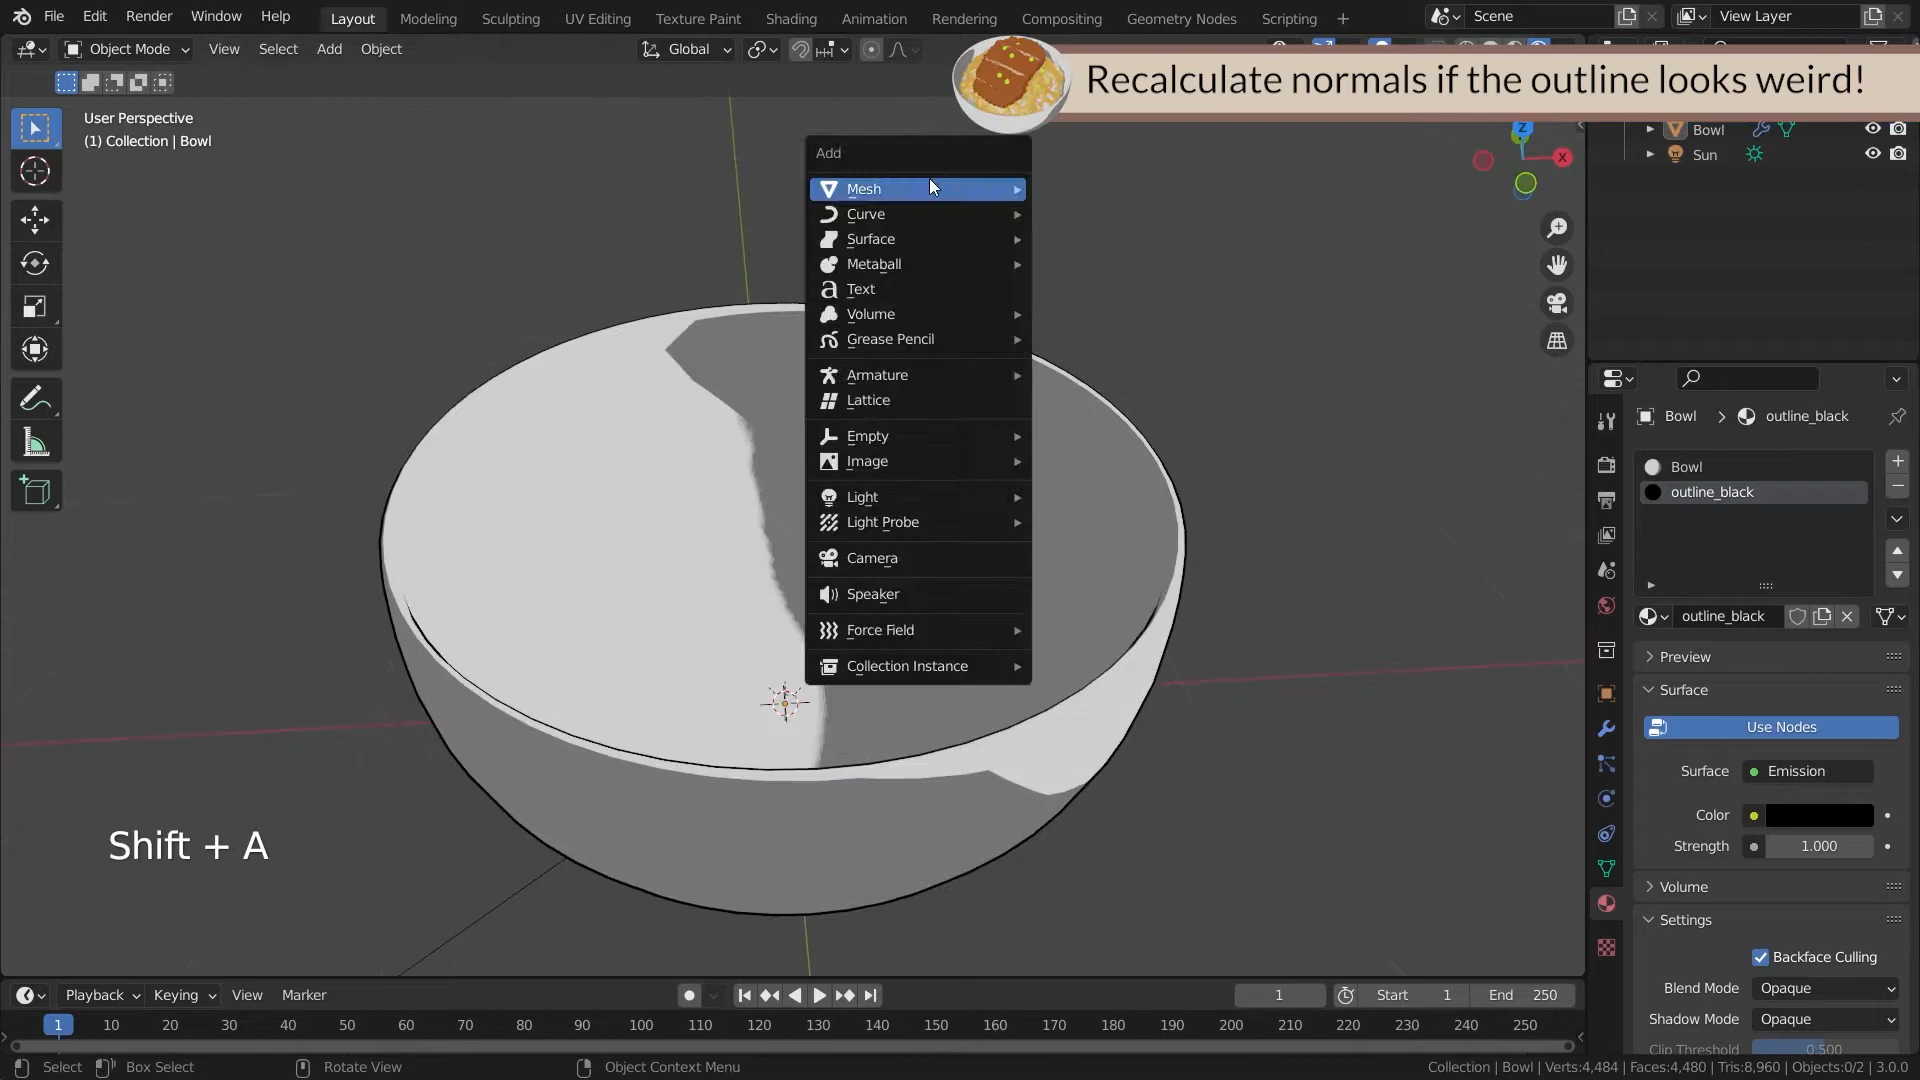 File Edit Render Window Help
Layout Modeling Sculpting UV Editing Texture Paint Shading Animation Rendering Compositing Geometry Nodes Scripting +
Scene
View Layer
Object Mode View Select Add Object
Global
Recalculate normals if the outline looks weird!
User Perspective
(1) Collection | Bowl
Z
X
Bowl
Sun
Add
Mesh
Curve
Surface
Metaball
Text
Volume
Grease Pencil
Armature
Lattice
Empty
Image
Light
Light Probe
Camera
Speaker
Force Field
Collection Instance
Shift + A
Bowl > outline_black
Bowl
outline_black
outline_black
Preview
Surface
Use Nodes
Surface Emission
Color
Strength 1.000
Volume
Settings
Backface Culling
Blend Mode Opaque
Shadow Mode Opaque
Clip Threshold 0.500
Playback Keying View Marker
1 Start 1 End 250
1 10 20 30 40 50 60 70 80 90 100 110 120 130 140 150 160 170 180 190 200 210 220 230 240 250
Select Box Select Rotate View Object Context Menu
Collection | Bowl | Verts:4,484 | Faces:4,480 | Tris:8,960 | Objects:0/2 | 3.0.0